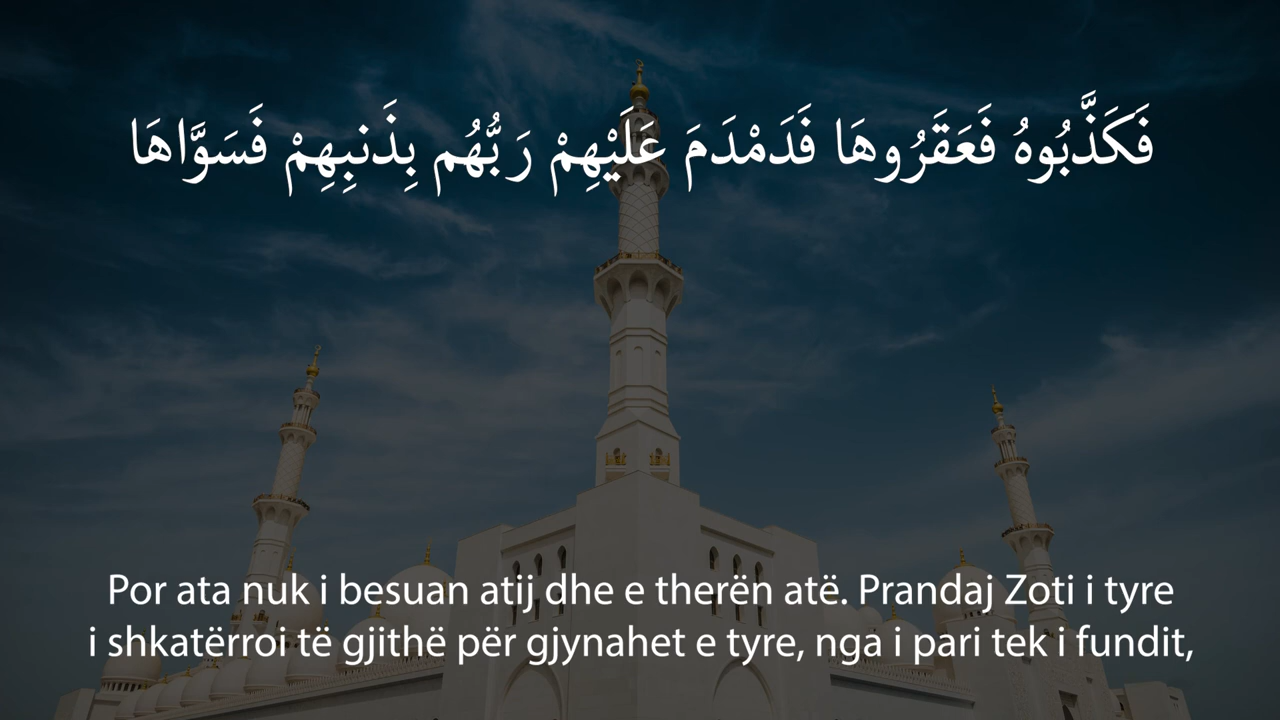 فَكَذَّبُوهُ فَعَقَرُوهَا فَدَمْدَمَ عَلَيْهِمْ رَبُّهُم بِذَنبِهِمْ فَسَوَّاهَا
Por ata nuk i besuan atij dhe e therën atë. Prandaj Zoti i tyre
i shkatërroi të gjithë për gjynahet e tyre, nga i pari tek i fundit,